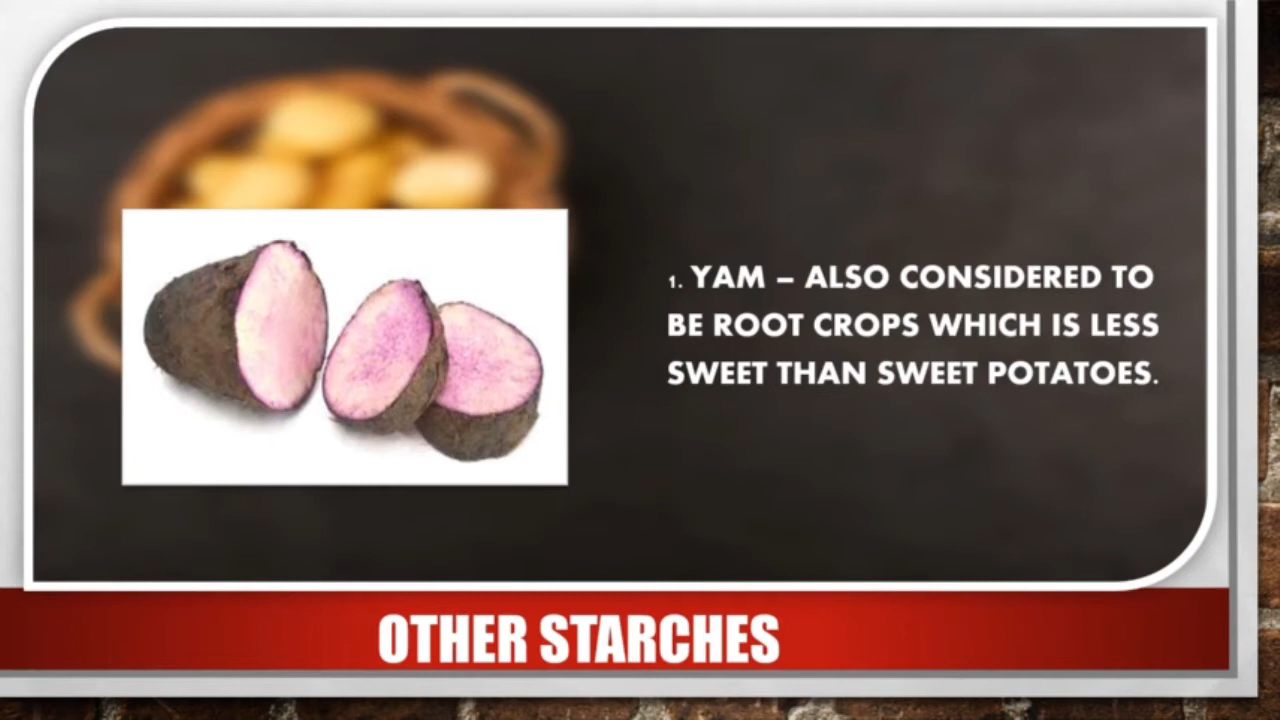 1. YAM – ALSO CONSIDERED TO
BE ROOT CROPS WHICH IS LESS
SWEET THAN SWEET POTATOES.
OTHER STARCHES